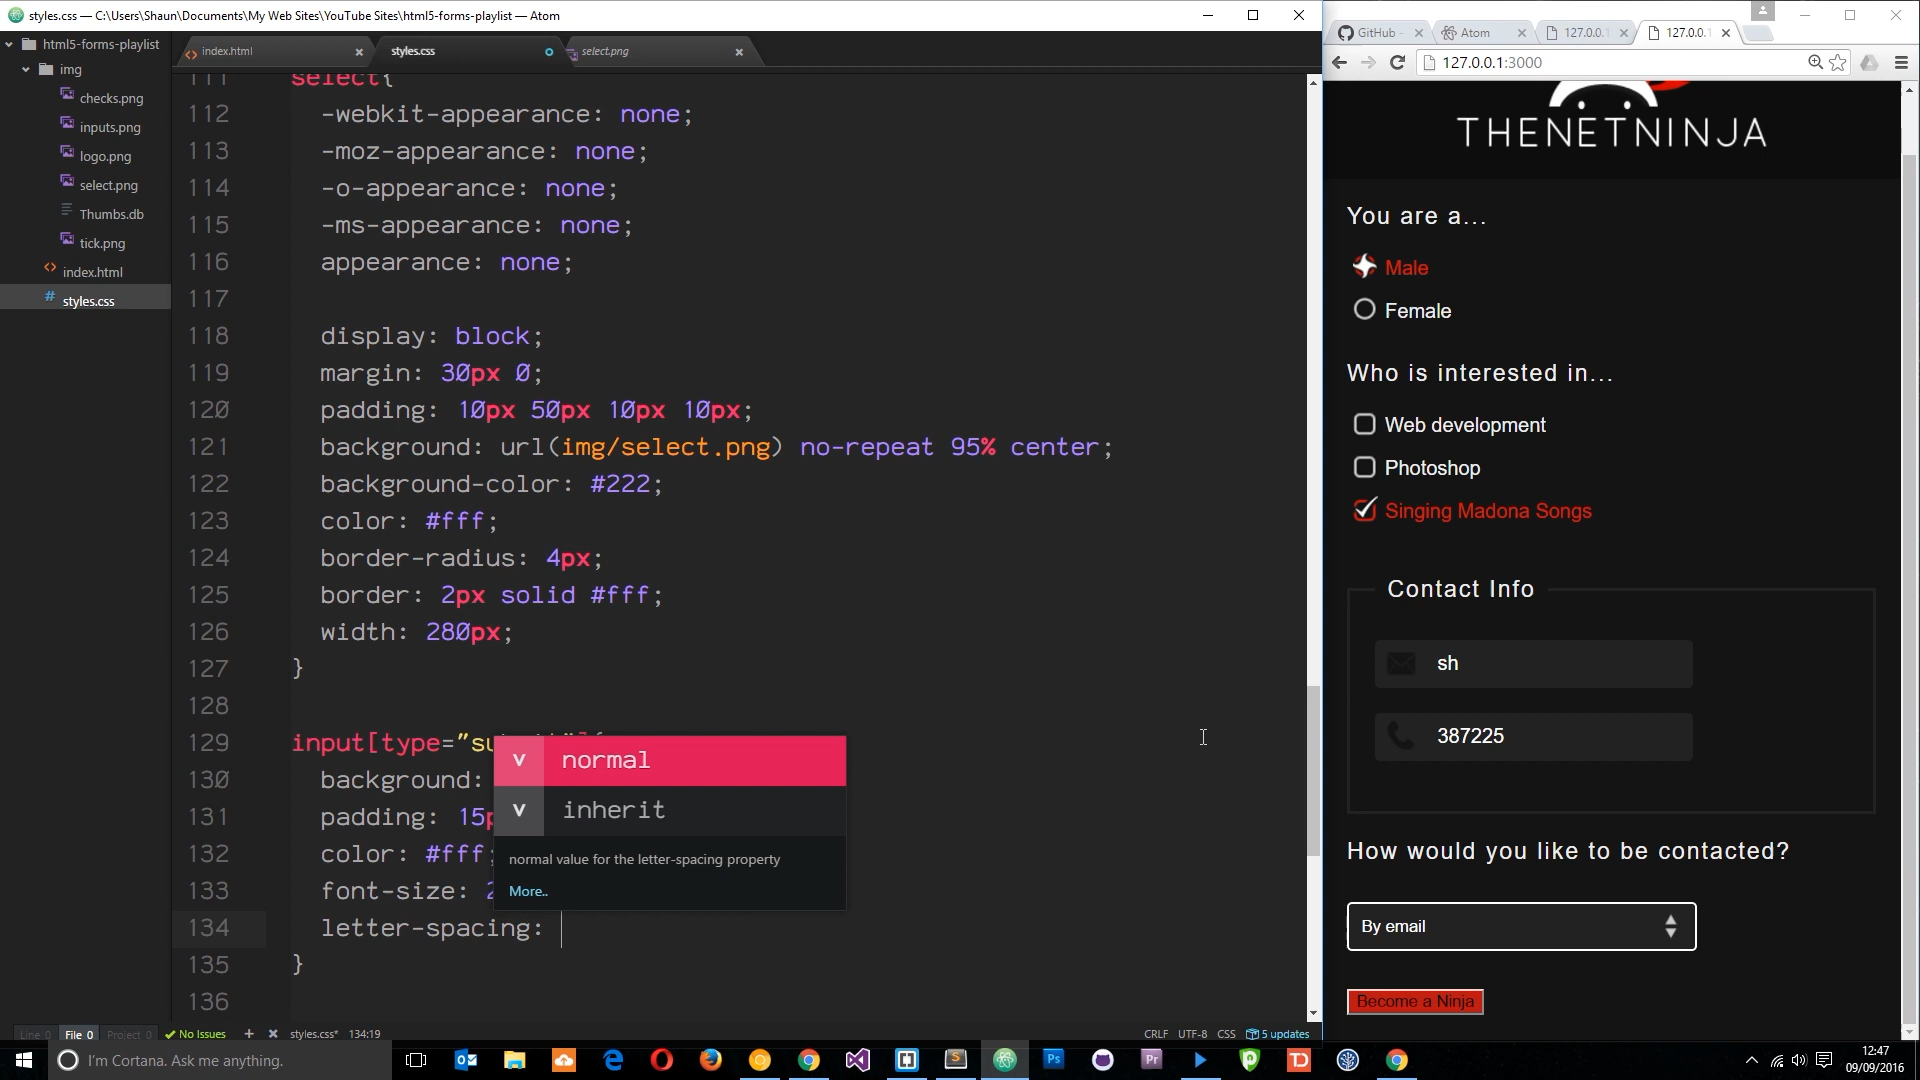 styles.css — C:\Users\Shaun\Documents\My Web Sites\YouTube Sites\html5-forms-playlist — Atom
html5-forms-playlist
img
checks.png
inputs.png
logo.png
select.png
Thumbs.db
tick.png
index.html
styles.css
index.html
styles.css
select.png
111 select{
112 -webkit-appearance: none;
113 -moz-appearance: none;
114 -o-appearance: none;
115 -ms-appearance: none;
116 appearance: none;
117
118 display: block;
119 margin: 30px 0;
120 padding: 10px 50px 10px 10px;
121 background: url(img/select.png) no-repeat 95% center;
122 background-color: #222;
123 color: #fff;
124 border-radius: 4px;
125 border: 2px solid #fff;
126 width: 280px;
127 }
128
129 input[type="su
130 background:
131 padding: 15p
132 color: #fff;
133 font-size: 2
134 letter-spacing:
135 }
136
v normal
v inherit
normal value for the letter-spacing property
More..
Line 0 File 0 Project 0 No Issues + styles.css* 134:19
CRLF UTF-8 CSS 5 updates
GitHub
Atom
127.0.0.
127.0.0.
127.0.0.1:3000
THENETNINJA
You are a...
Male
Female
Who is interested in...
Web development
Photoshop
Singing Madona Songs
Contact Info
sh
387225
How would you like to be contacted?
By email
Become a Ninja
I'm Cortana. Ask me anything.
12:47
09/09/2016